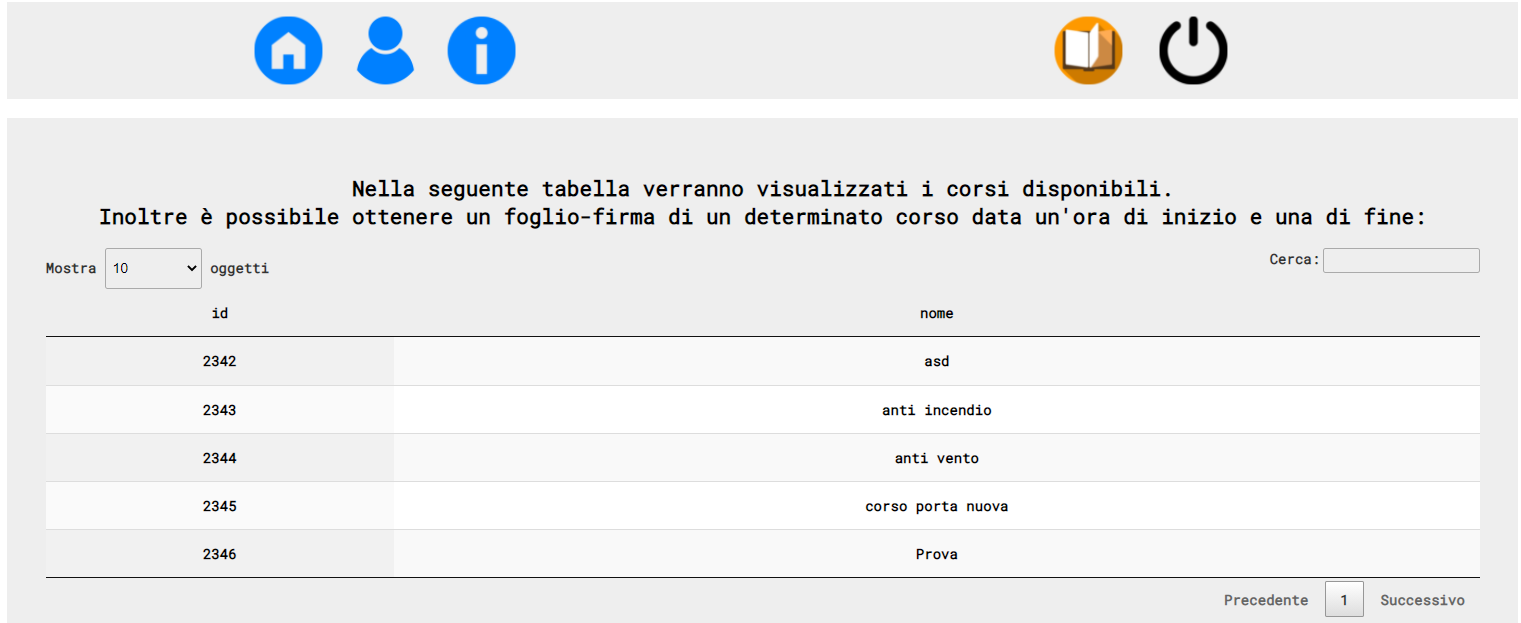 Nella seguente tabella verranno visualizzati i corsi disponibili.
Inoltre è possibile ottenere un foglio-firma di un determinato corso data un'ora di inizio e una di fine:
Mostra 10 oggetti Cerca:
id nome
2342 asd
2343 anti incendio
2344 anti vento
2345 corso porta nuova
2346 Prova
Precedente 1 Successivo